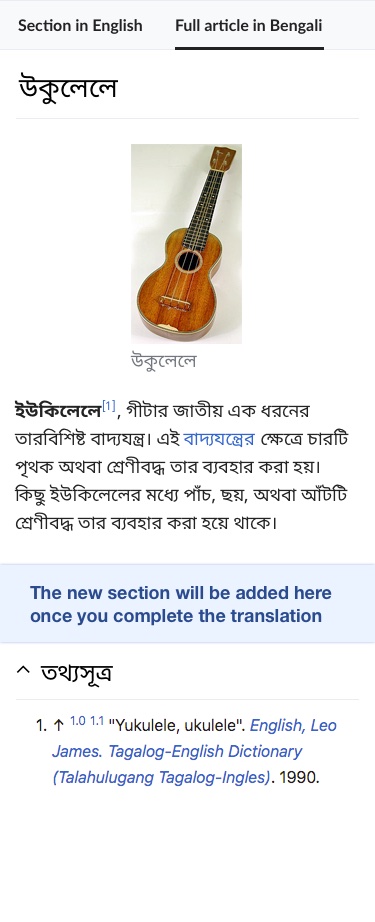 Section in English
Full article in Bengali
উকুলেলে
উকুলেলে
ইউকিলেলে[1], গীটার জাতীয় এক ধরনের
তারবিশিষ্ট বাদ্যযন্ত্র। এই বাদ্যযন্ত্রের ক্ষেত্রে চারটি
পৃথক অথবা শ্রেণীবদ্ধ তার ব্যবহার করা হয়।
কিছু ইউকিলেলের মধ্যে পাঁচ, ছয়, অথবা আঁটটি
শ্রেণীবদ্ধ তার ব্যবহার করা হয়ে থাকে।
The new section will be added here
once you complete the translation
তথ্যসূত্র
1. ↑ 1.0 1.1 "Yukulele, ukulele". English, Leo
James. Tagalog-English Dictionary
(Talahulugang Tagalog-Ingles). 1990.